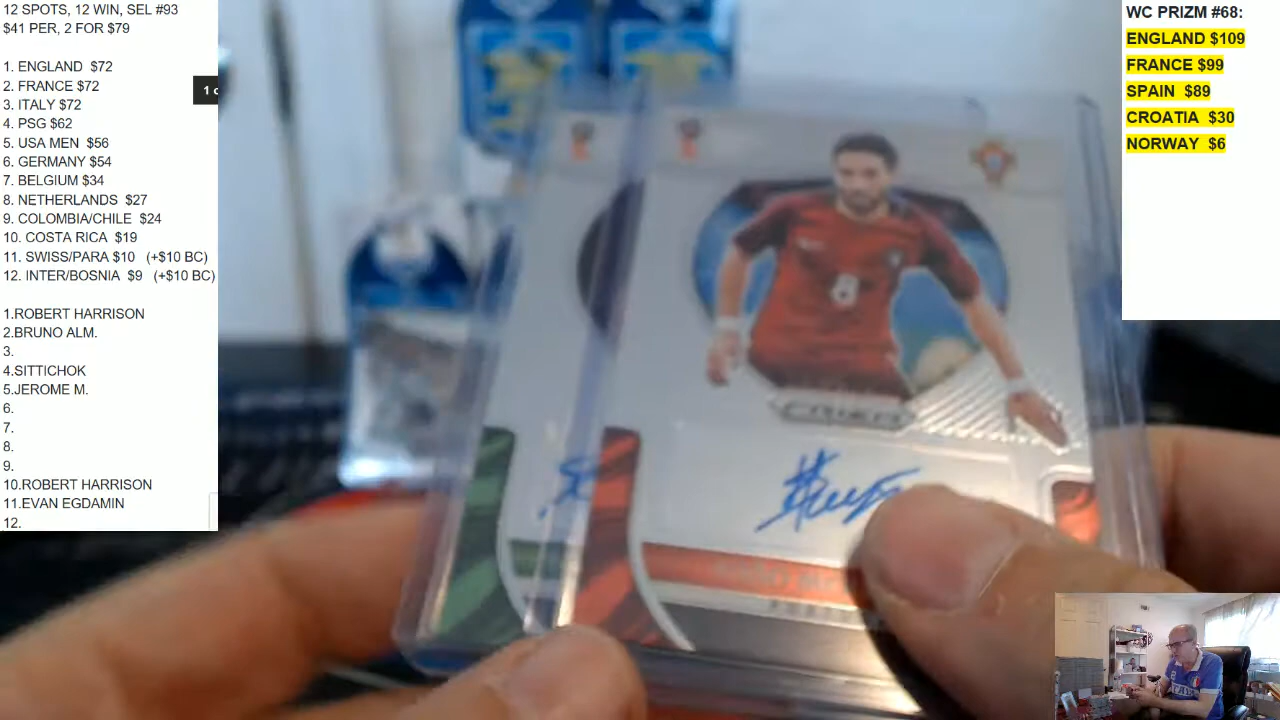 12 SPOTS, 12 WIN, SEL #93
$41 PER, 2 FOR $79
1. ENGLAND $72
2. FRANCE $72
3. ITALY $72
4. PSG $62
5. USA MEN $56
6. GERMANY $54
7. BELGIUM $34
8. NETHERLANDS $27
9. COLOMBIA/CHILE $24
10. COSTA RICA $19
11. SWISS/PARA $10 (+$10 BC)
12. INTER/BOSNIA $9 (+$10 BC)
1.ROBERT HARRISON
2.BRUNO ALM.
3.
4.SITTICHOK
5.JEROME M.
6.
7.
8.
9.
10.ROBERT HARRISON
11.EVAN EGDAMIN
12.
1
WC PRIZM #68:
ENGLAND $109
FRANCE $99
SPAIN $89
CROATIA $30
NORWAY $6
8
PRIZM